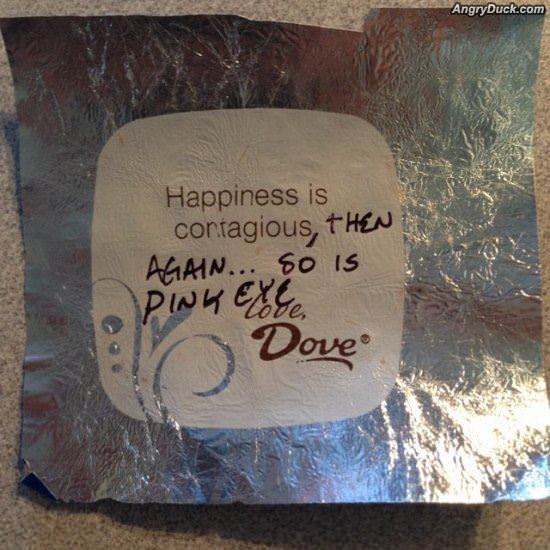 AngryDuck.com
Happiness is
contagious, THEN
AGAIN... SO IS
PINK EYE
Love,
Dove®